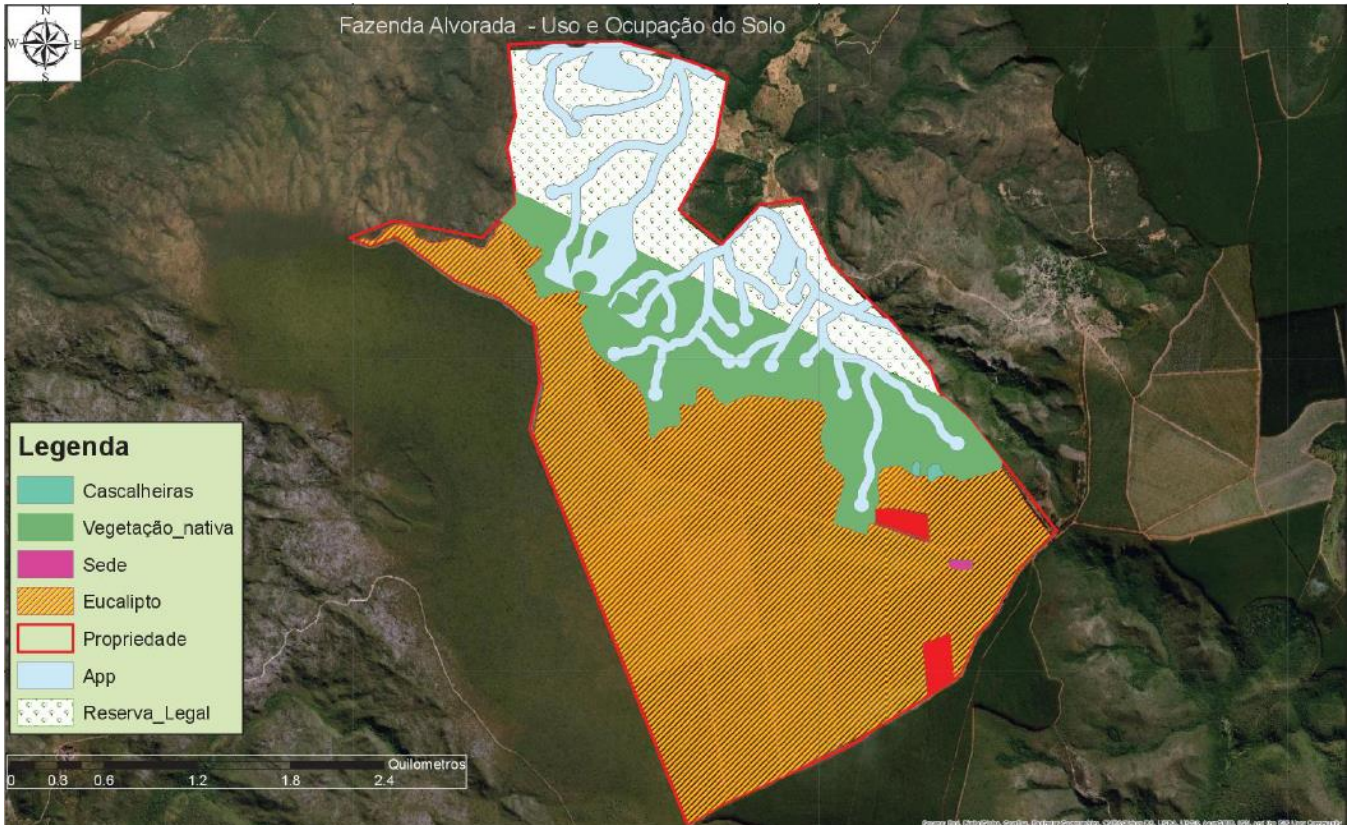 Fazenda Alvorada - Uso e Ocupação do Solo
N
W E
S
Legenda
Cascalheiras
Vegetação_nativa
Sede
Eucalipto
Propriedade
App
Reserva_Legal
Quilometros
0 0.3 0.6 1.2 1.8 2.4